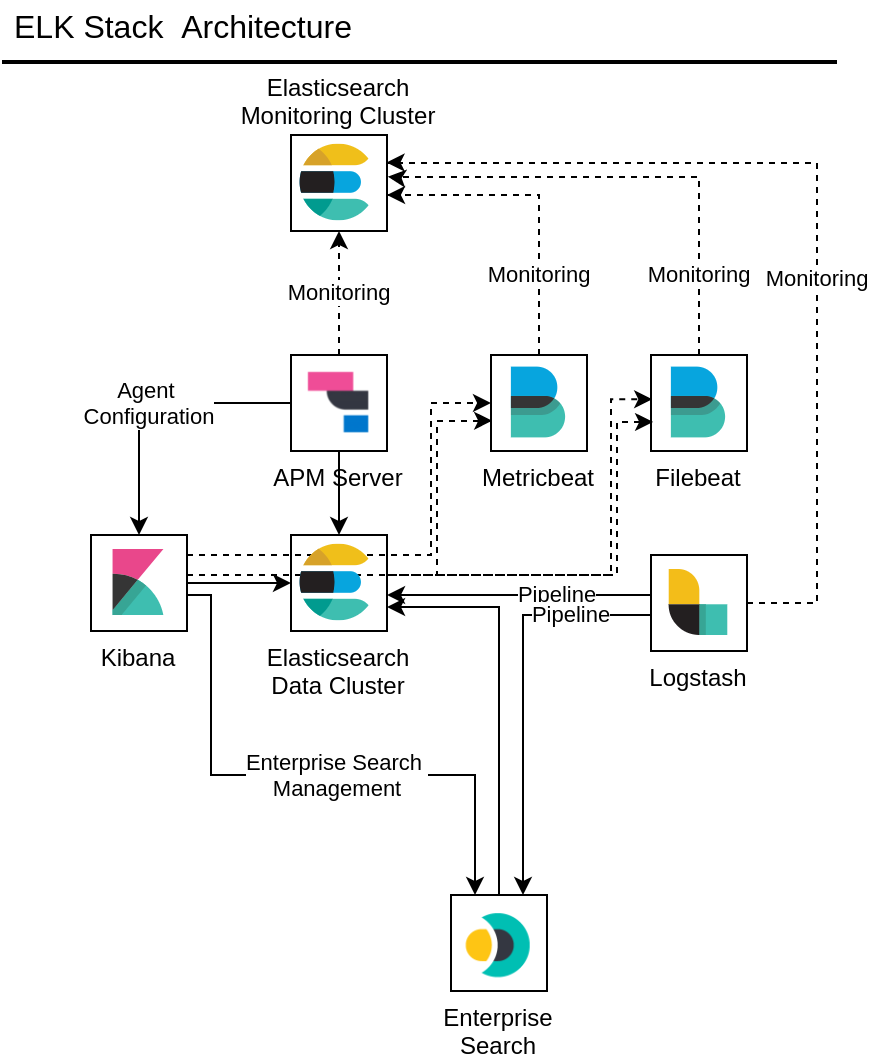 ELK Stack  Architecture
Elasticsearch
Monitoring Cluster
Monitoring
Monitoring
Monitoring
Monitoring
Agent
Configuration
APM Server
Metricbeat
Filebeat
Pipeline
Pipeline
Kibana
Elasticsearch
Data Cluster
Logstash
Enterprise Search
Management
Enterprise
Search